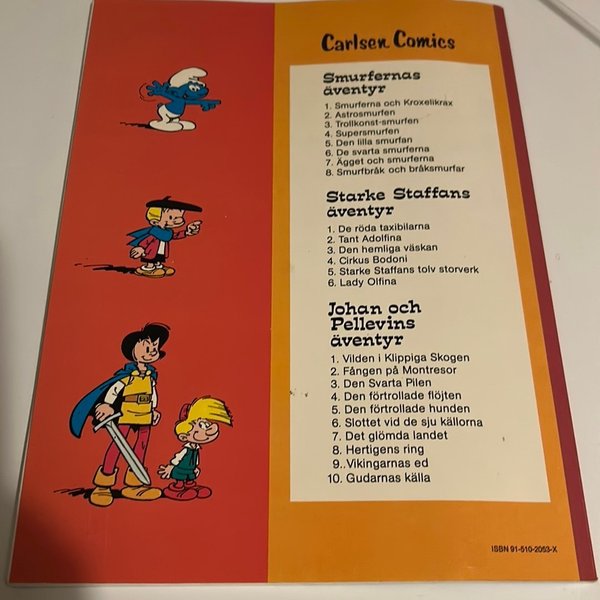 Carlsen Comics
Smurfernas
äventyr
1. Smurferna och Kroxelikrax
2. Astrosmurfen
3. Trollkonst-smurfen
4. Supersmurfen
5. Den lilla smurfan
6. De svarta smurferna
7. Ägget och smurferna
8. Smurfbråk och bråksmurfar
Starke Staffans
äventyr
1. De röda taxibilarna
2. Tant Adolfina
3. Den hemliga väskan
4. Cirkus Bodoni
5. Starke Staffans tolv storverk
6. Lady Olfina
Johan och
Pellevins
äventyr
1. Vilden i Klippiga Skogen
2. Fången på Montresor
3. Den Svarta Pilen
4. Den förtrollade flöjten
5. Den förtrollade hunden
6. Slottet vid de sju källorna
7. Det glömda landet
8. Hertigens ring
9..Vikingarnas ed
10. Gudarnas källa
ISBN 91-510-2053-X